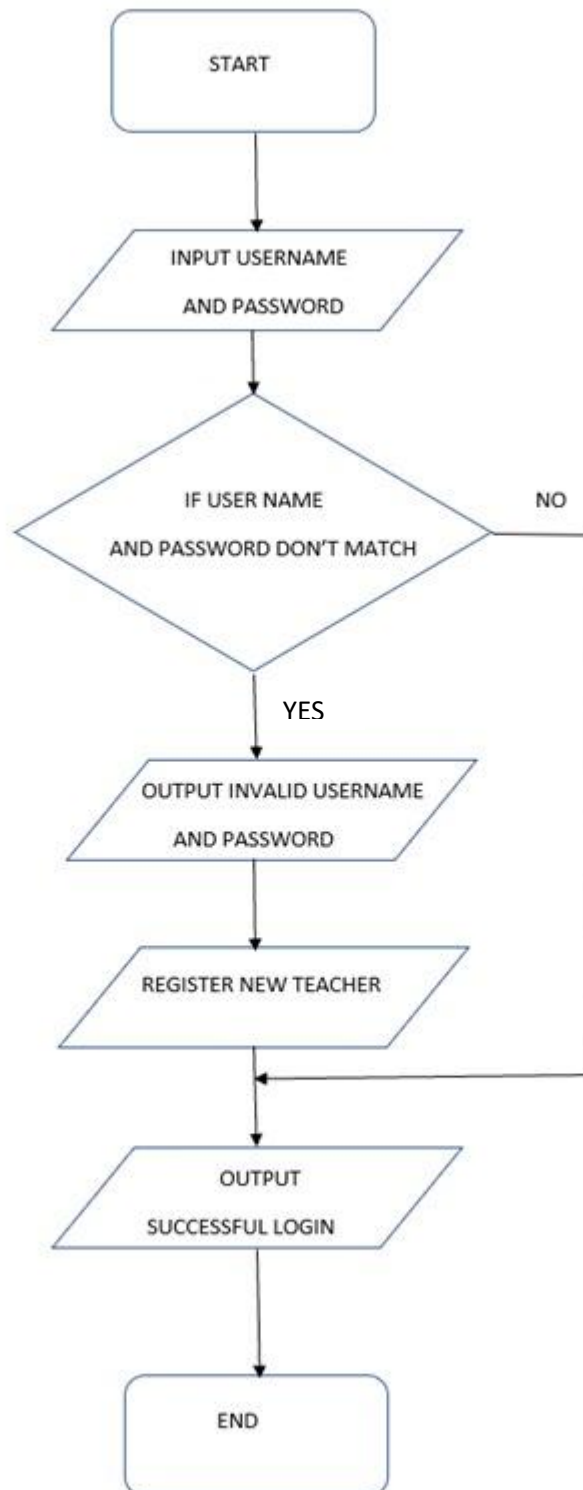 START
INPUT USERNAME
AND PASSWORD
IF USER NAME
NO
AND PASSWORD DON'T MATCH
YES
OUTPUT INVALID USERNAME
AND PASSWORD
REGISTER NEW TEACHER
OUTPUT
SUCCESSFUL LOGIN
END